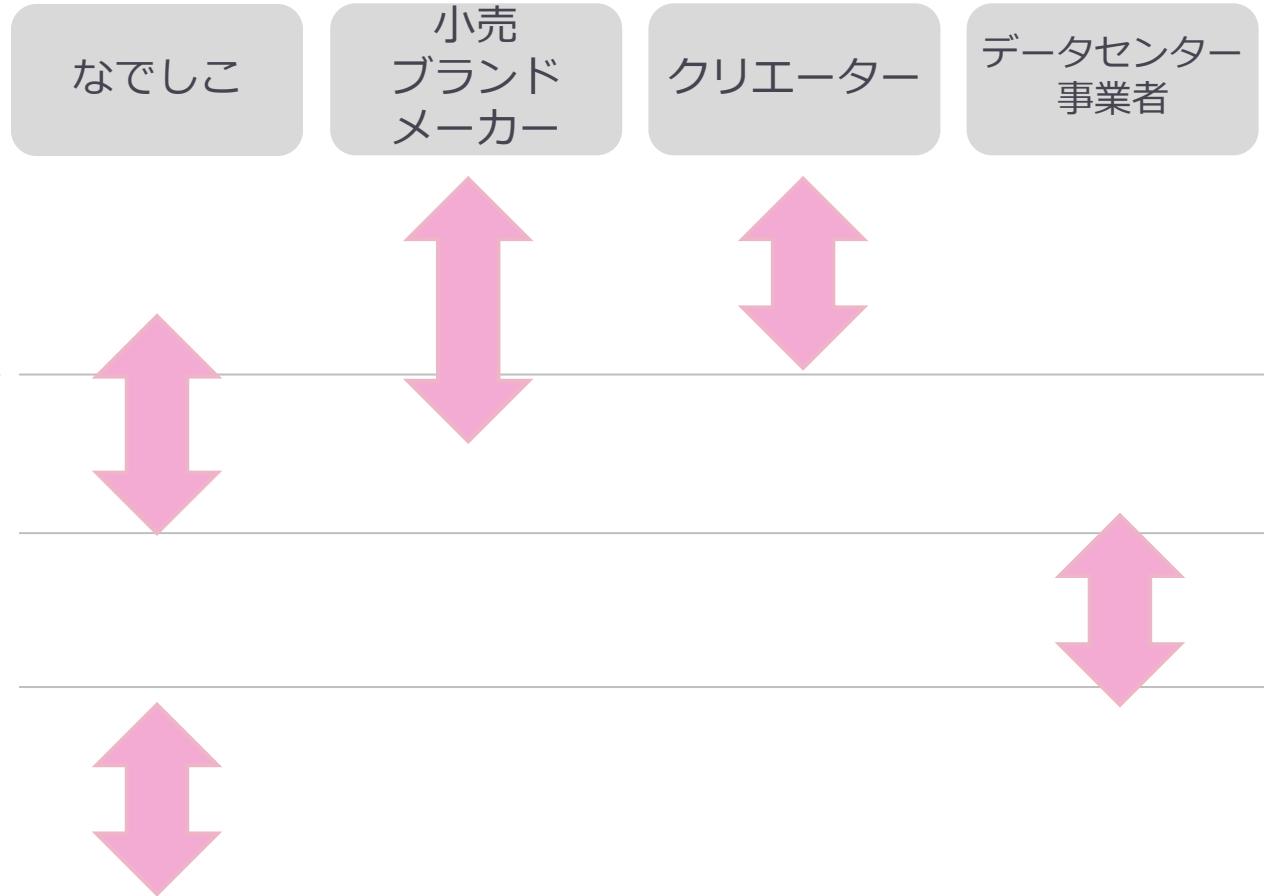 なでしこ
小売
ブランド
メーカー
クリエーター
データセンター
事業者